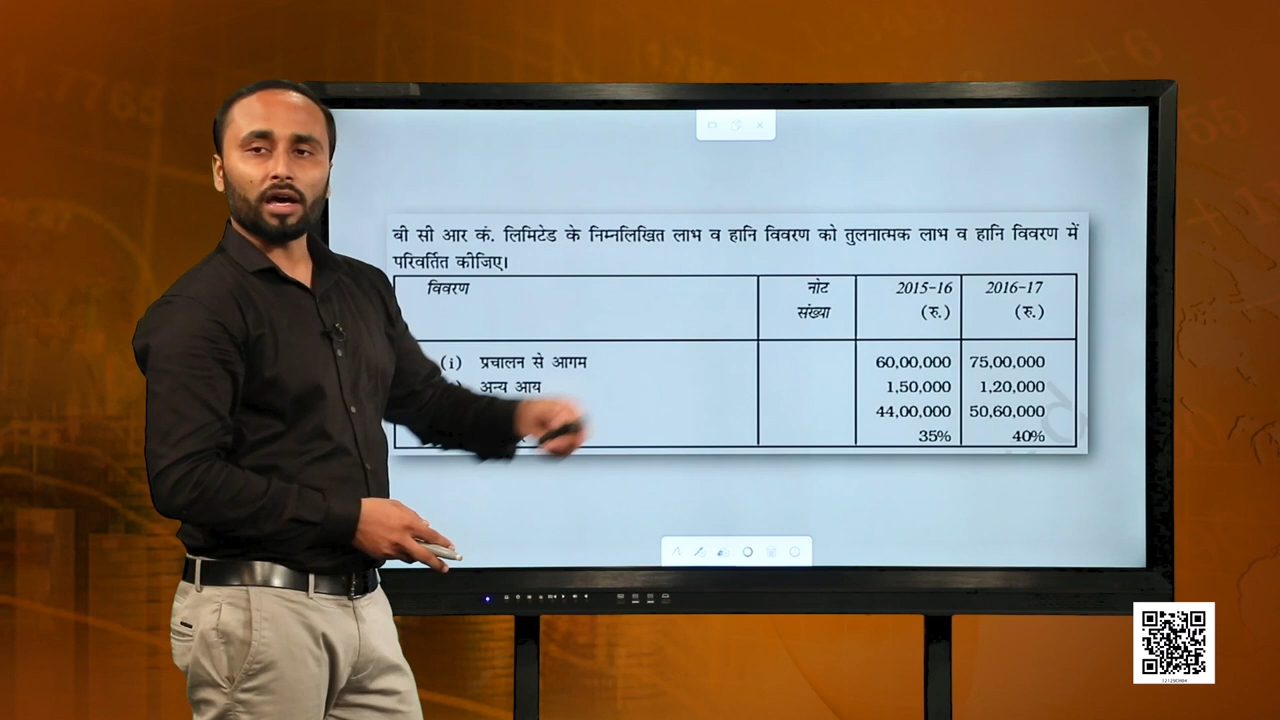 बी सी आर कं. लिमिटेड के निम्नलिखित लाभ व हानि विवरण को तुलनात्मक लाभ व हानि विवरण में
परिवर्तित कीजिए।
विवरण नोट संख्या 2015-16 (रु.) 2016-17 (रु.)
(i) प्रचालन से आगम 60,00,000 75,00,000
अन्य आय 1,50,000 1,20,000
44,00,000 50,60,000
35% 40%
12129CH04